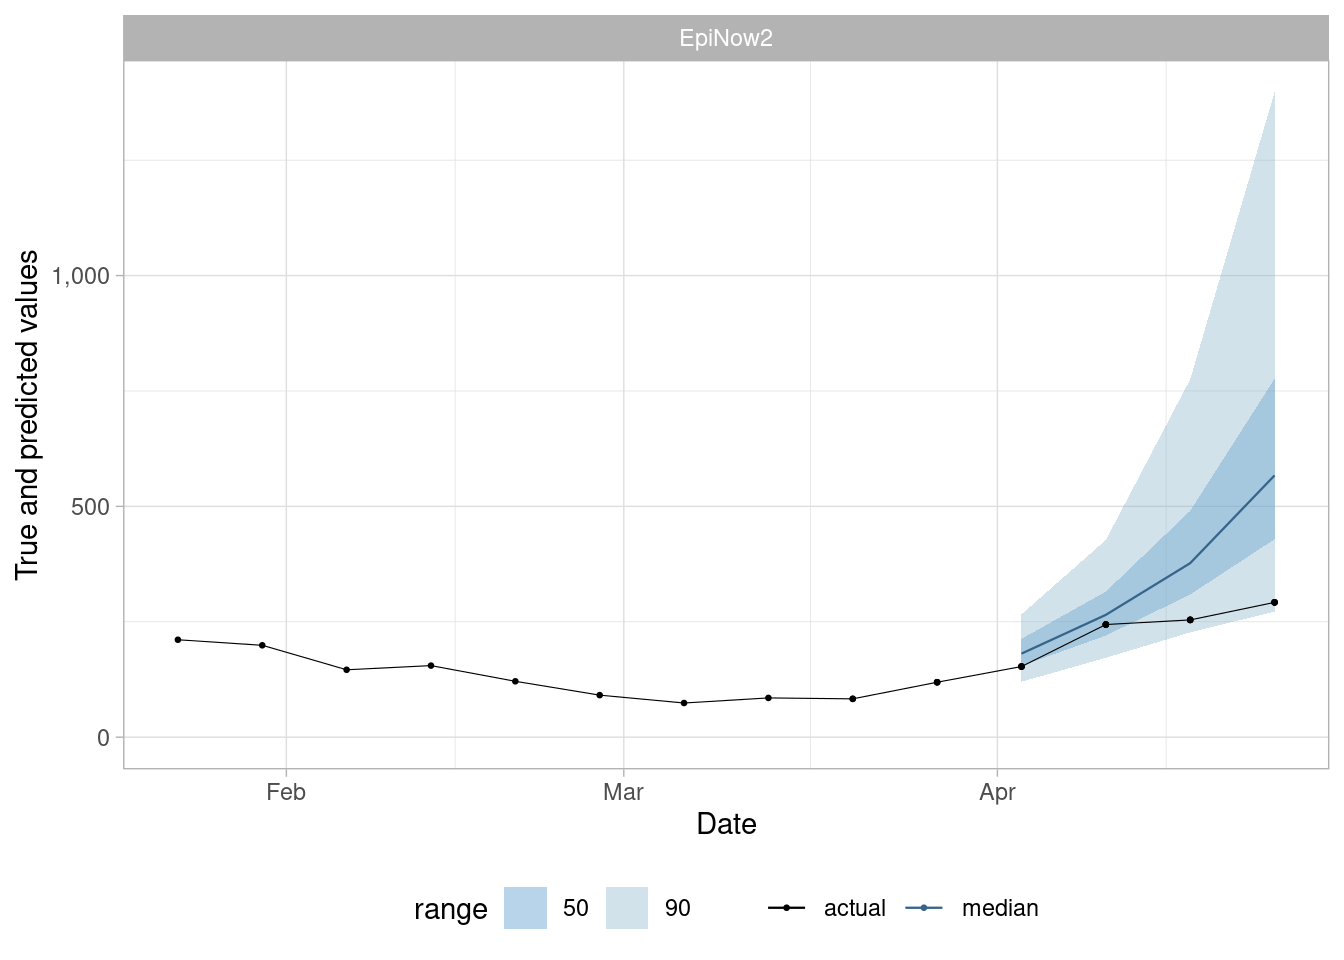 EpiNow2
True and predicted values
1,000
500
0
Feb Mar Apr
Date
range 50 90 actual median